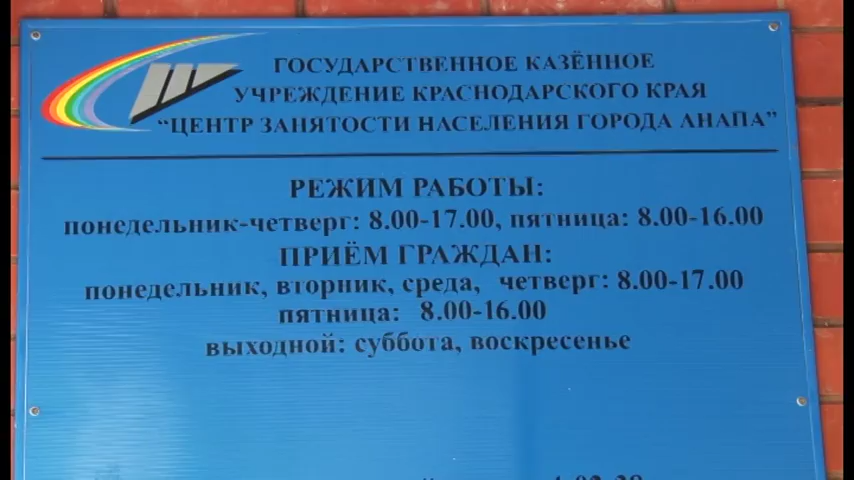 ГОСУДАРСТВЕННОЕ КАЗЁННОЕ
УЧРЕЖДЕНИЕ КРАСНОДАРСКОГО КРАЯ
“ЦЕНТР ЗАНЯТОСТИ НАСЕЛЕНИЯ ГОРОДА АНАПА”
РЕЖИМ РАБОТЫ:
понедельник-четверг: 8.00-17.00, пятница: 8.00-16.00
ПРИЁМ ГРАЖДАН:
понедельник, вторник, среда, четверг: 8.00-17.00
пятница: 8.00-16.00
выходной: суббота, воскресенье